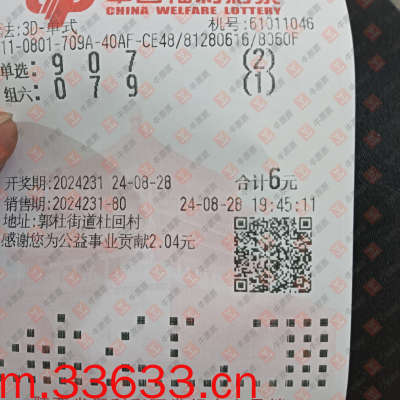 CHINA WELFARE LOTTERY
法:3D-单式 机号:61011046
11-0801-709A-40AF-CE48/81280616/8060F
单选: 9 0 7 (2)
组六: 0 7 9 (1)
开奖期:2024231 24-08-28 合计6元
销售期:2024231-80 24-08-28 19:45:11
地址:郭杜街道杜回村
感谢您为公益事业贡献2.04元
m.33633.cn